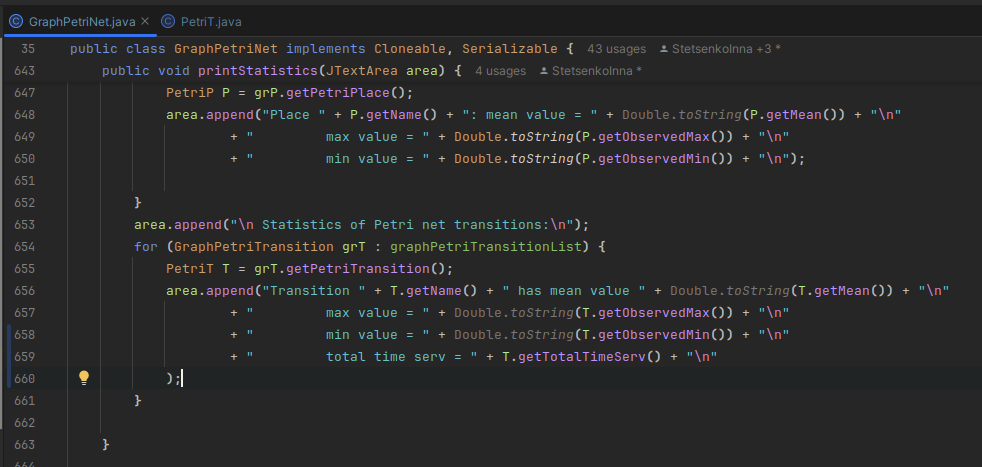 GraphPetriNet.java × PetriT.java
35 public class GraphPetriNet implements Cloneable, Serializable { 43 usages StetsenkoInna +3 *
643 public void printStatistics(JTextArea area) { 4 usages StetsenkoInna *
647 PetriP P = grP.getPetriPlace();
648 area.append("Place " + P.getName() + ": mean value = " + Double.toString(P.getMean()) + "\n"
649 + "         max value = " + Double.toString(P.getObservedMax()) + "\n"
650 + "         min value = " + Double.toString(P.getObservedMin()) + "\n");
651
652 }
653 area.append("\n Statistics of Petri net transitions:\n");
654 for (GraphPetriTransition grT : graphPetriTransitionList) {
655 PetriT T = grT.getPetriTransition();
656 area.append("Transition " + T.getName() + " has mean value " + Double.toString(T.getMean()) + "\n"
657 + "         max value = " + Double.toString(T.getObservedMax()) + "\n"
658 + "         min value = " + Double.toString(T.getObservedMin()) + "\n"
659 + "         total time serv = " + T.getTotalTimeServ() + "\n"
660 );
661 }
662
663 }